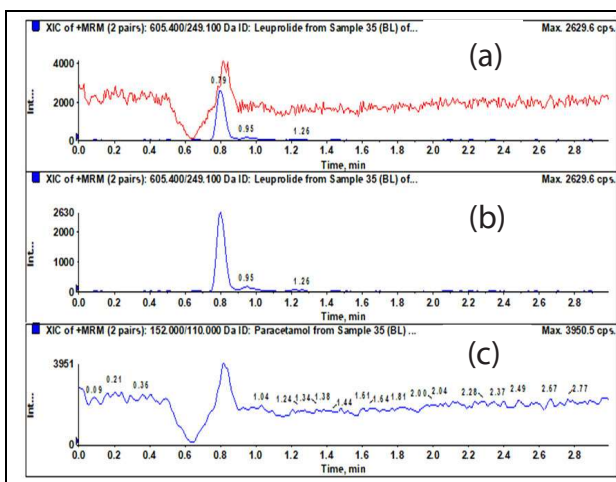 XIC of +MRM (2 pairs): 605.400/249.100 Da ID: Leuprolide from Sample 35 (BL) of... Max. 2629.6 cps.
(a)
4000
2000
0
Int...
0.79
0.95
1.26
0.0 0.2 0.4 0.6 0.8 1.0 1.2 1.4 1.6 1.8 2.0 2.2 2.4 2.6 2.8
Time, min
XIC of +MRM (2 pairs): 605.400/249.100 Da ID: Leuprolide from Sample 35 (BL) of... Max. 2629.6 cps.
(b)
2630
2000
1000
0
Int...
0.95
1.26
0.0 0.2 0.4 0.6 0.8 1.0 1.2 1.4 1.6 1.8 2.0 2.2 2.4 2.6 2.8
Time, min
XIC of +MRM (2 pairs): 152.000/110.000 Da ID: Paracetamol from Sample 35 (BL) ... Max. 3950.5 cps.
(c)
3951
0
Int...
0.09 0.21 0.36 1.04 1.24 1.34 1.38 1.44 1.61 1.64 1.81 2.00 2.04 2.28 2.37 2.49 2.67 2.77
0.0 0.2 0.4 0.6 0.8 1.0 1.2 1.4 1.6 1.8 2.0 2.2 2.4 2.6 2.8
Time, min